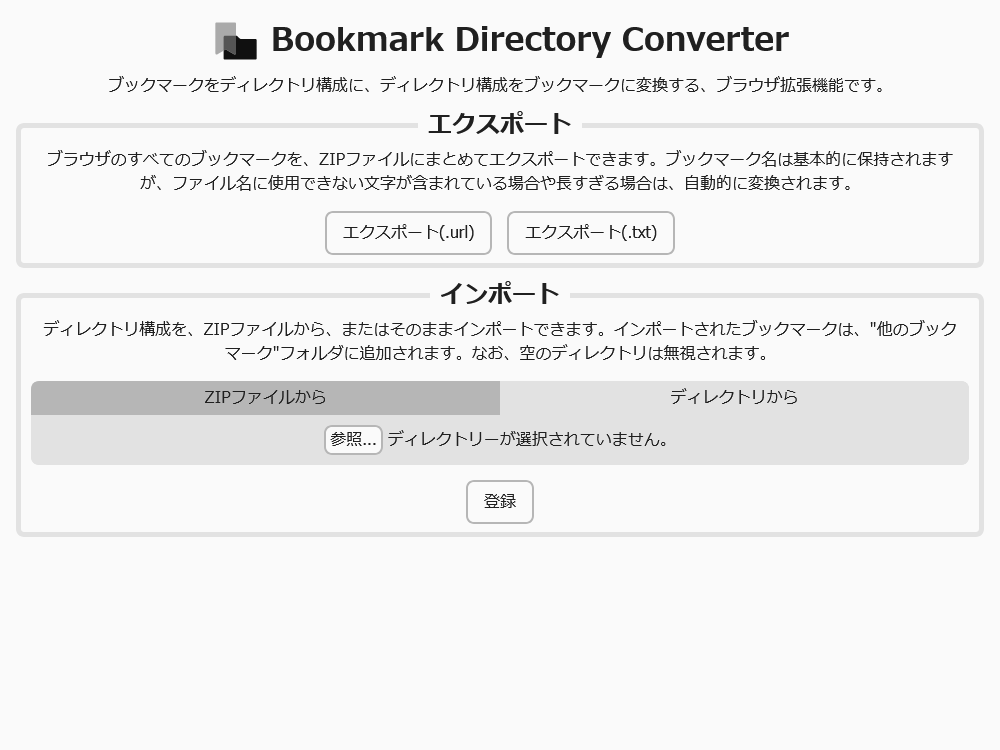 Bookmark Directory Converter
ブックマークをディレクトリ構成に、ディレクトリ構成をブックマークに変換する、ブラウザ拡張機能です。
エクスポート
ブラウザのすべてのブックマークを、ZIPファイルにまとめてエクスポートできます。ブックマーク名は基本的に保持されます
が、ファイル名に使用できない文字が含まれている場合や長すぎる場合は、自動的に変換されます。
エクスポート(.url)
エクスポート(.txt)
インポート
ディレクトリ構成を、ZIPファイルから、またはそのままインポートできます。インポートされたブックマークは、"他のブック
マーク"フォルダに追加されます。なお、空のディレクトリは無視されます。
ZIPファイルから
ディレクトリから
参照... ディレクトリーが選択されていません。
登録